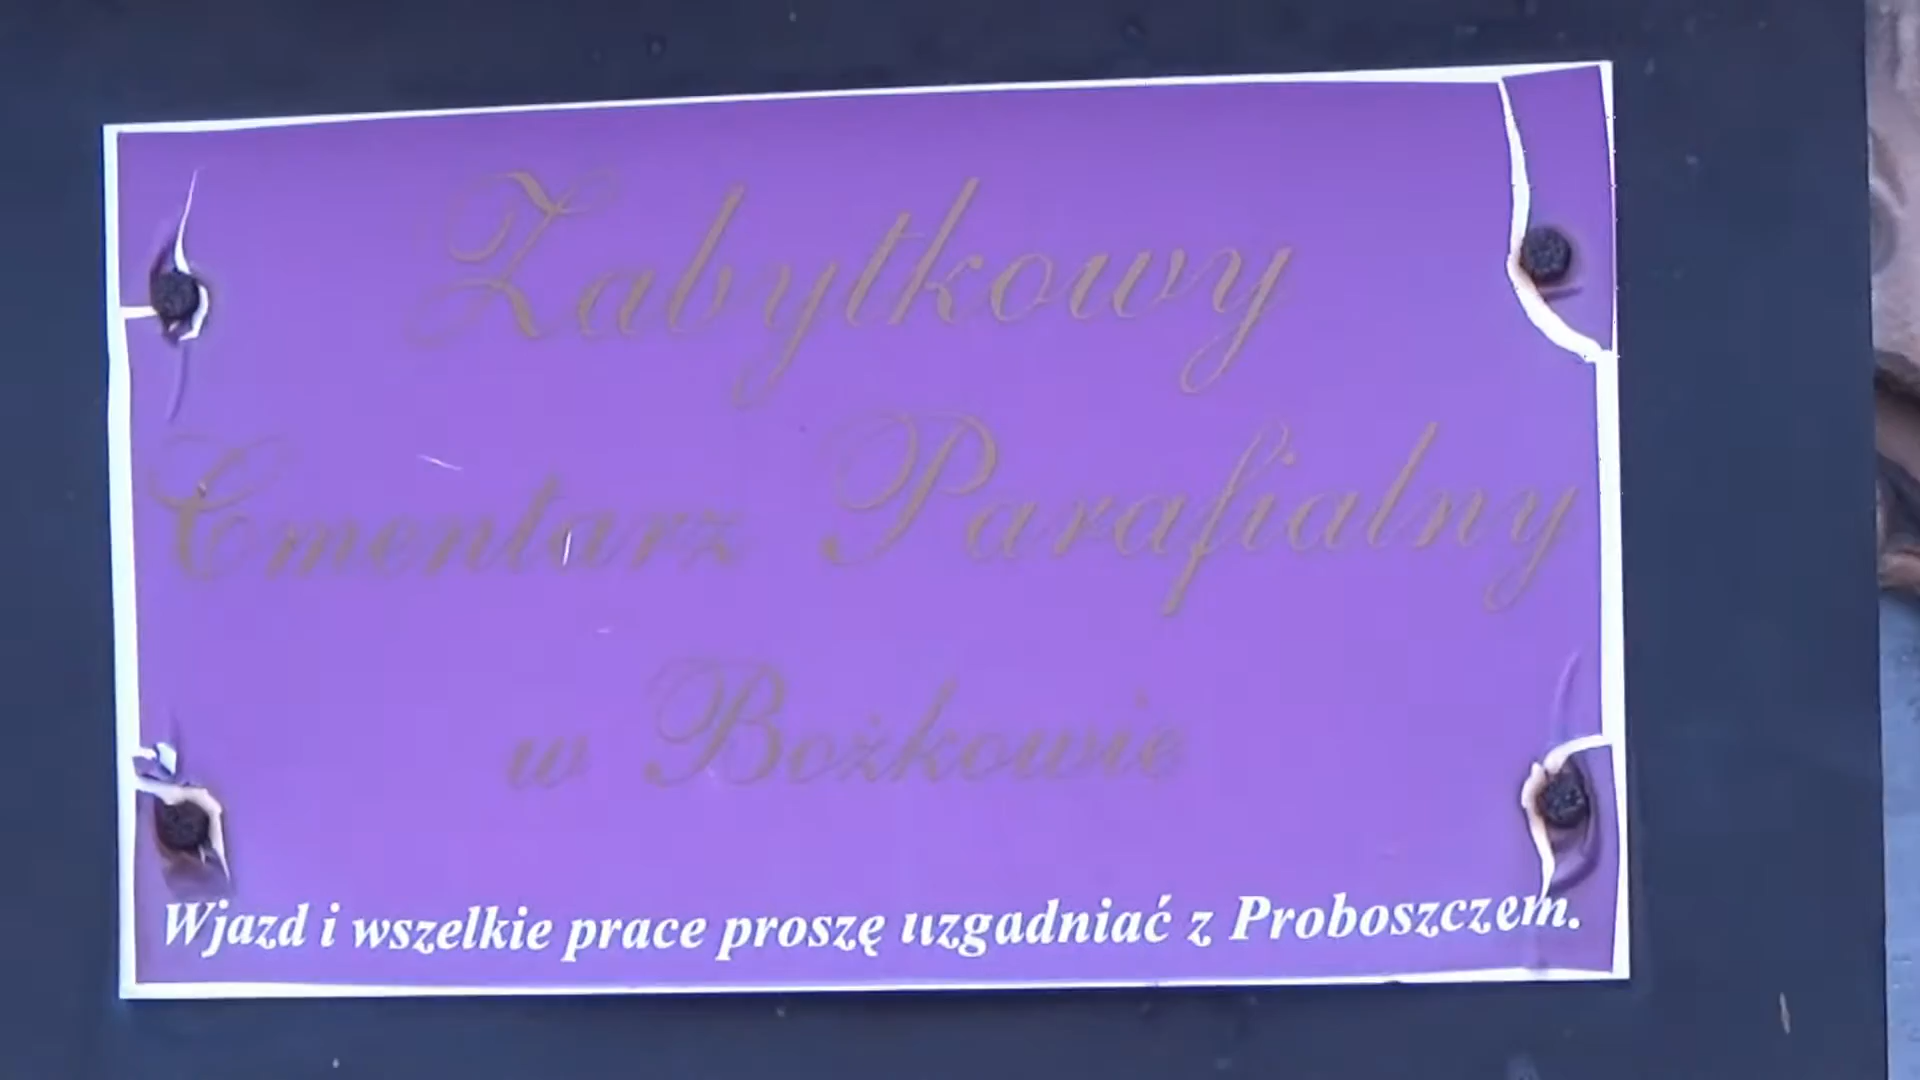 Zabytkowy
Cmentarz Parafialny
w Bożkowie
Wjazd i wszelkie prace proszę uzgadniać z Proboszczem.